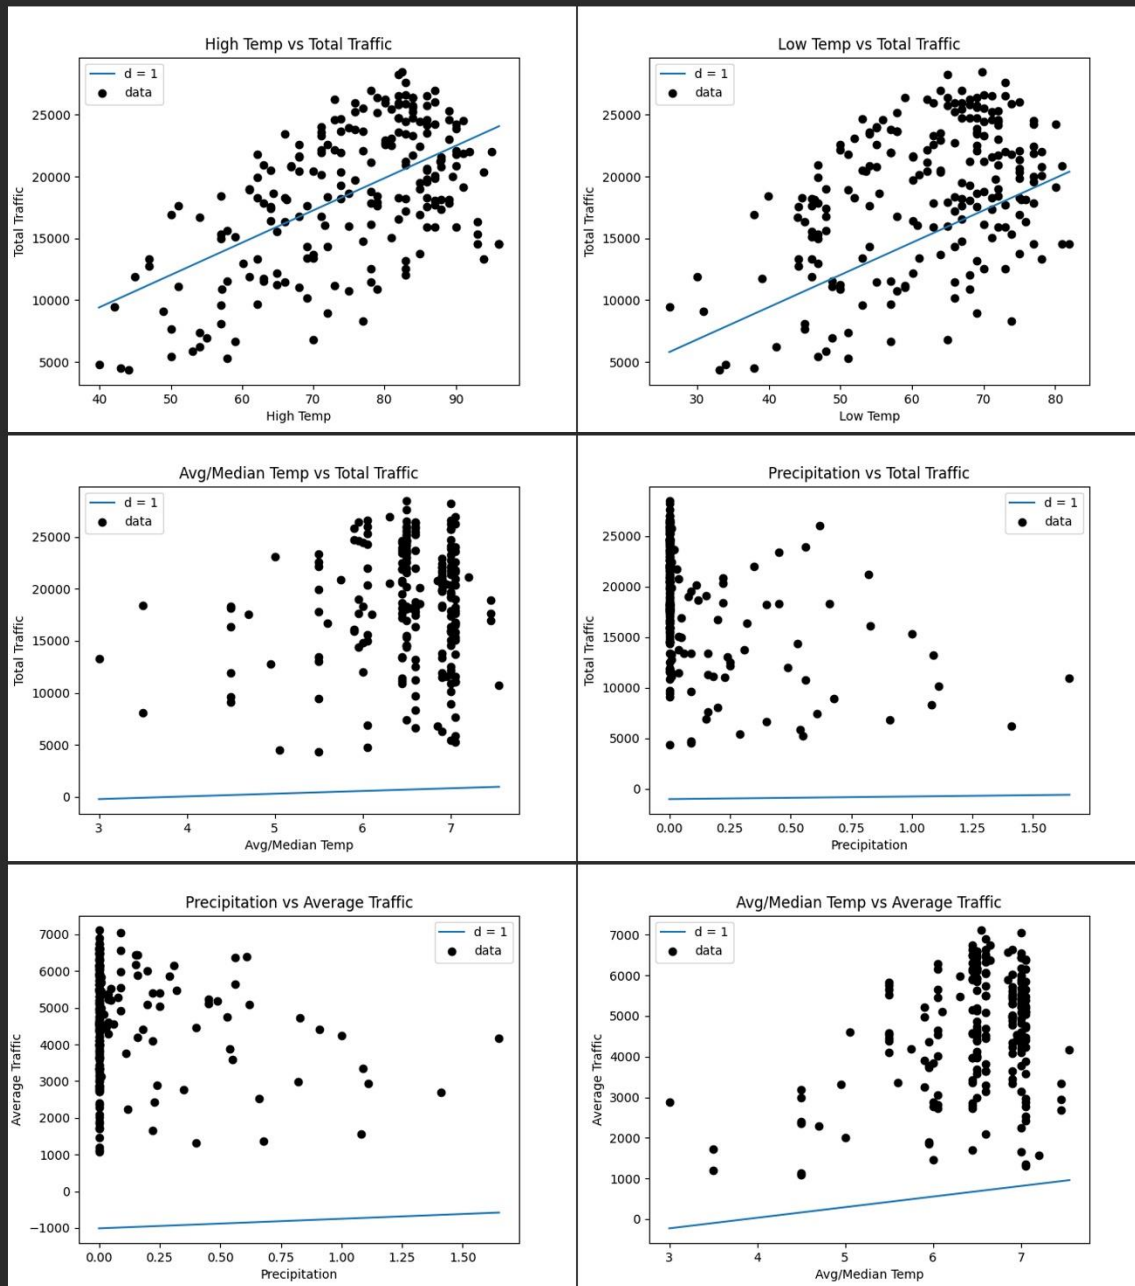 High Temp vs Total Traffic
d = 1
data
25000
20000
15000
10000
5000
Total Traffic
40 50 60 70 80 90
High Temp
Low Temp vs Total Traffic
d = 1
data
25000
20000
15000
10000
5000
Total Traffic
30 40 50 60 70 80
Low Temp
Avg/Median Temp vs Total Traffic
d = 1
data
25000
20000
15000
10000
5000
0
Total Traffic
3 4 5 6 7
Avg/Median Temp
Precipitation vs Total Traffic
d = 1
data
25000
20000
15000
10000
5000
0
Total Traffic
0.00 0.25 0.50 0.75 1.00 1.25 1.50
Precipitation
Precipitation vs Average Traffic
d = 1
data
7000
6000
5000
4000
3000
2000
1000
0
−1000
Average Traffic
0.00 0.25 0.50 0.75 1.00 1.25 1.50
Precipitation
Avg/Median Temp vs Average Traffic
d = 1
data
7000
6000
5000
4000
3000
2000
1000
0
Average Traffic
3 4 5 6 7
Avg/Median Temp